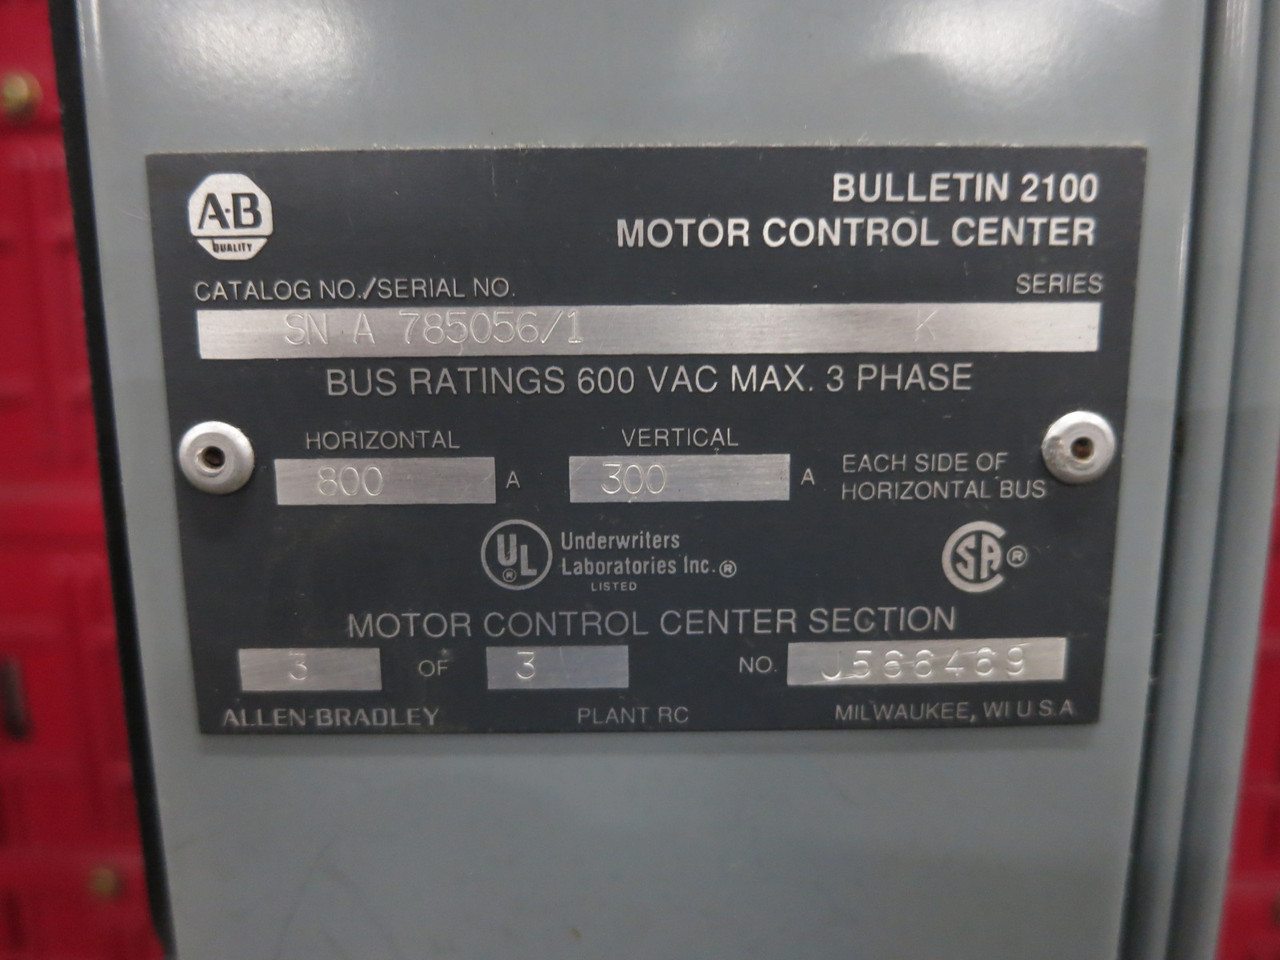 A-B
QUALITY
BULLETIN 2100
MOTOR CONTROL CENTER
CATALOG NO./SERIAL NO. SERIES
SN A 785056/1 K
BUS RATINGS 600 VAC MAX. 3 PHASE
HORIZONTAL VERTICAL
800 A 300 A EACH SIDE OF
HORIZONTAL BUS
UL ® Underwriters
Laboratories Inc.®
LISTED
SA ®
MOTOR CONTROL CENTER SECTION
3 OF 3 NO.
ALLEN-BRADLEY PLANT RC MILWAUKEE, WI U.S.A